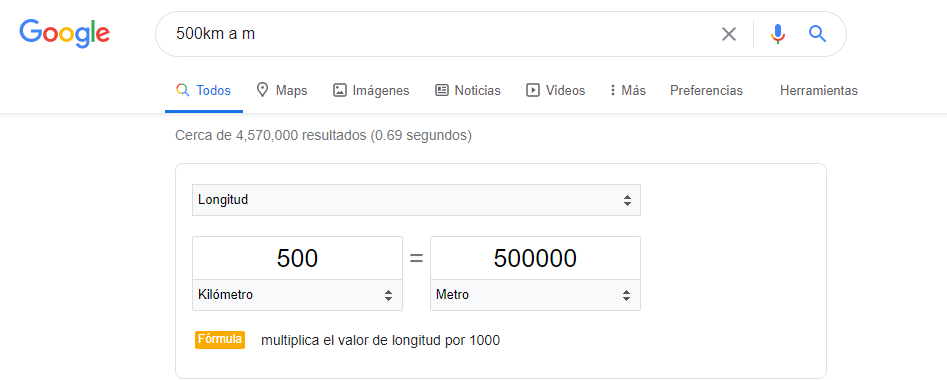 Google
500km a m
Todos Maps Imágenes Noticias Videos Más Preferencias Herramientas
Cerca de 4,570,000 resultados (0.69 segundos)
Longitud
500 = 500000
Kilómetro Metro
Fórmula multiplica el valor de longitud por 1000